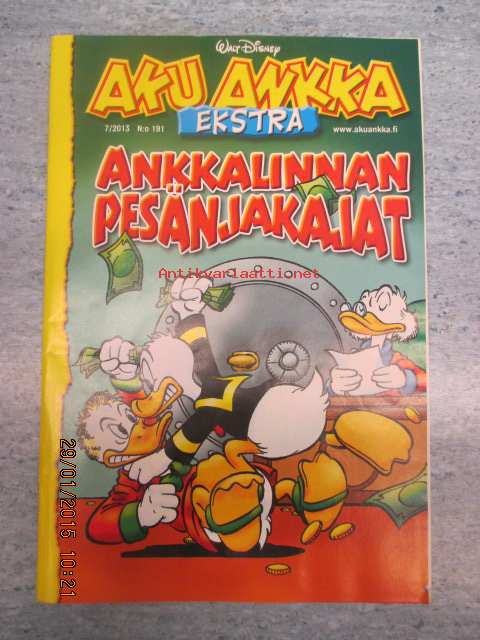 WALT DISNEY
AKU ANKKA
EKSTRA
7/2013 N:o 191
www.akuankka.fi
ANKKALINNAN
PESÄNJAKAJAT
Antikvariaatti.net
29/01/2015 10:21